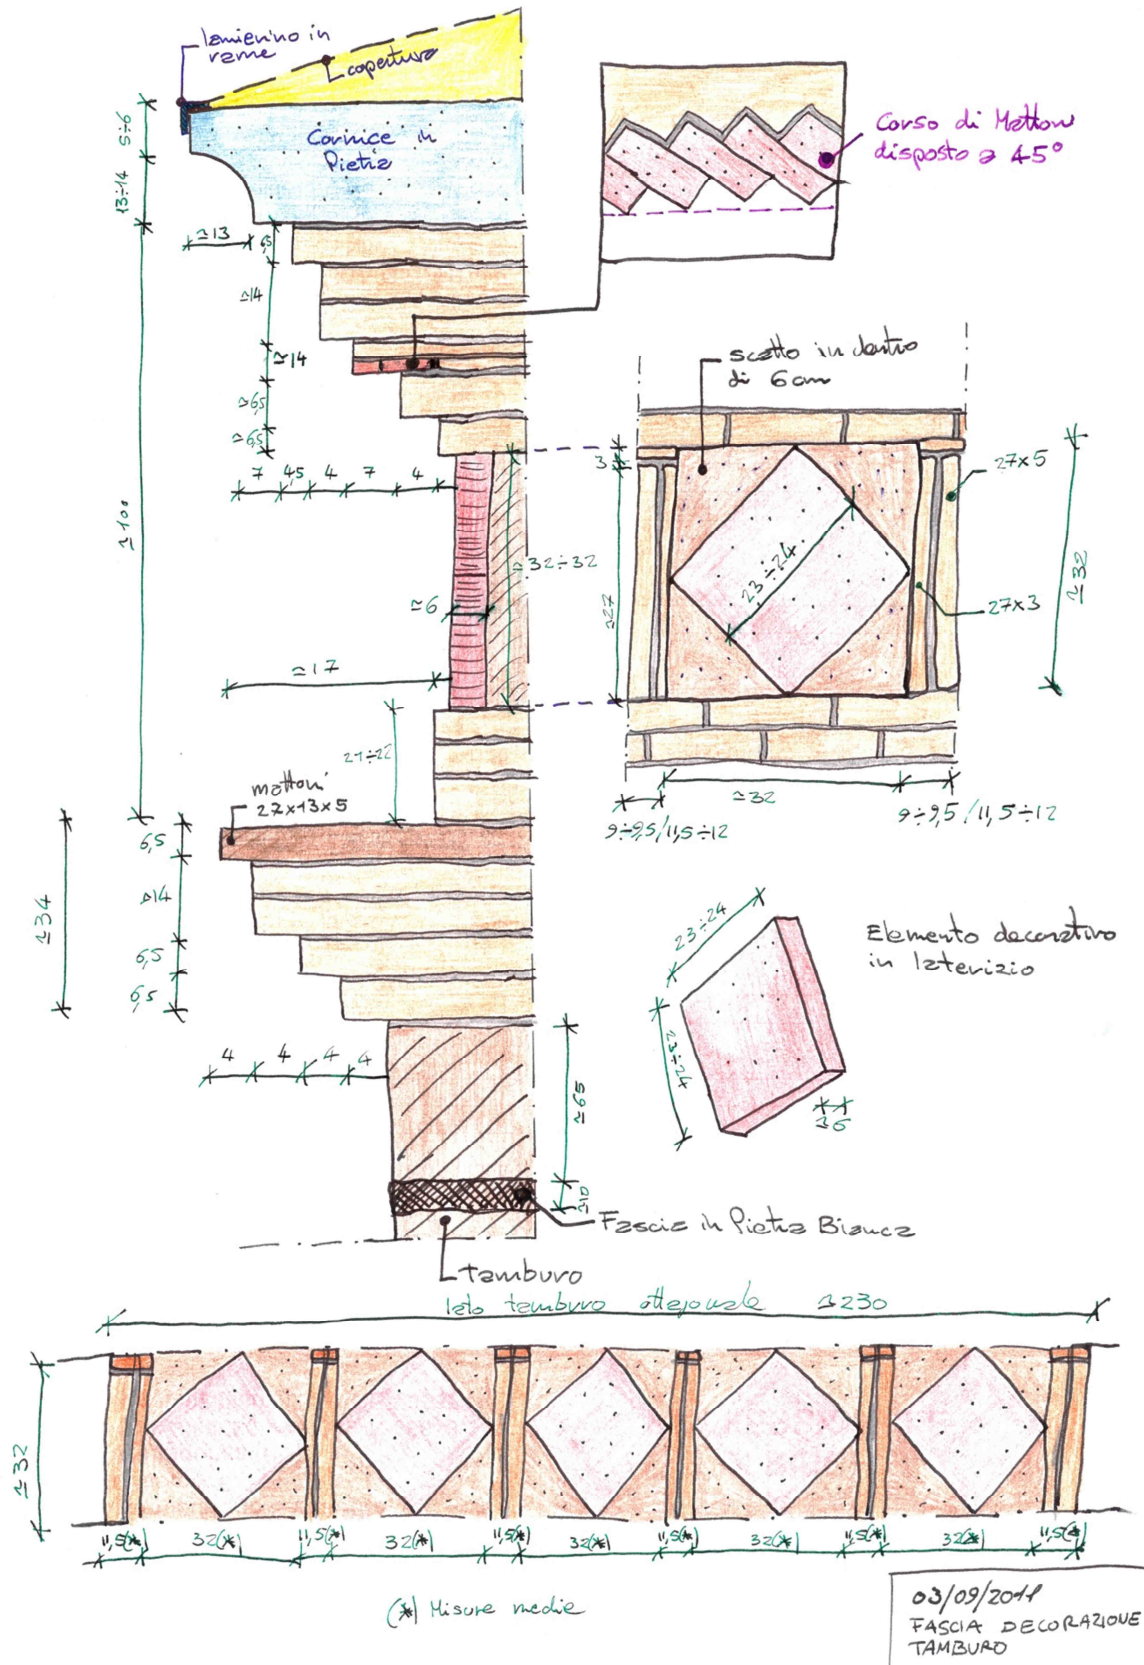 lamierino in
rame
copertura
Cornice in
Pietra
Corso di Mattoni
disposto a 45°
5÷6
13÷14
≃13
6,5
≃14
≃14
≃6,5
≃6,5
scatto in dentro
di 6cm
7 4,5 4 7 4
≃100
3
27x5
≃32÷32
23÷24
≃27
≃32
≃6
27x3
≃17
21÷22
mattoni
27x13x5
≃32
9÷9,5/11,5÷12
9÷9,5/11,5÷12
6,5
≃14
≃34
6,5
6,5
23÷24
Elemento decorativo
in laterizio
23÷24
4 4 4 4
≃65
≃6
≃10
Fascia in Pietra Bianca
tamburo
lato tamburo ottagonale ≃230
≃32
11,5(*) 32(*) 11,5(*) 32(*) 11,5(*) 32(*) 11,5(*) 32(*) 11,5(*) 32(*) 11,5(*)
(*) Misure medie
03/09/2011
FASCIA DECORAZIONE
TAMBURO